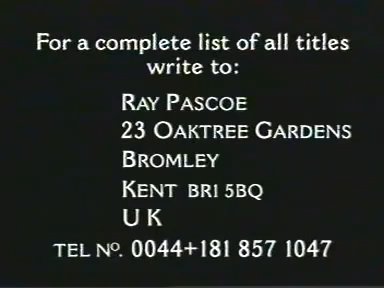 For a complete list of all titles
write to:
RAY PASCOE
23 OAKTREE GARDENS
BROMLEY
KENT BR1 5BQ
U K
TEL Nº. 0044+181 857 1047